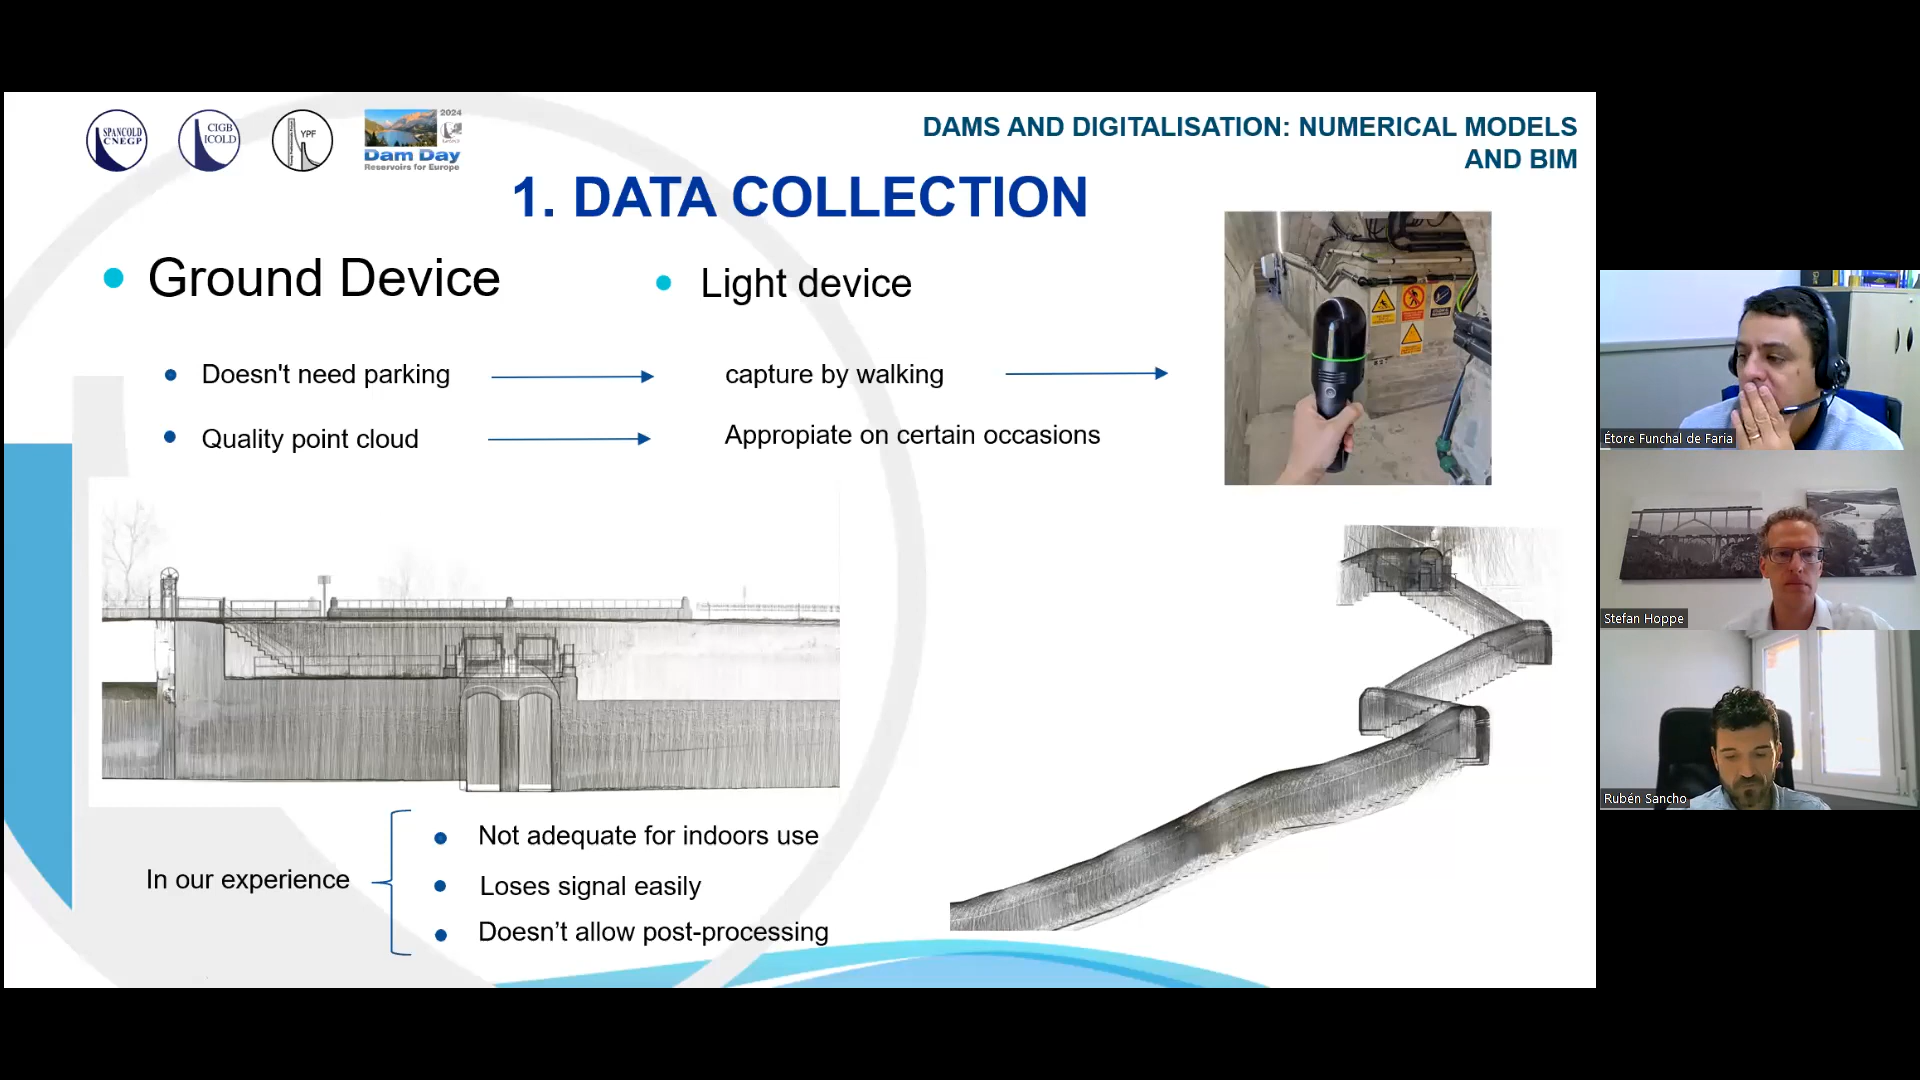 SPANCOLD
CNEGP
CIGB
ICOLD
YPF
2024
Dam Day
Reservoirs for Europe
DAMS AND DIGITALISATION: NUMERICAL MODELS
AND BIM
1. DATA COLLECTION
Ground Device
Light device
Doesn't need parking
capture by walking
Quality point cloud
Appropiate on certain occasions
In our experience
Not adequate for indoors use
Loses signal easily
Doesn’t allow post-processing
Étore Funchal de Faria
Stefan Hoppe
Rubén Sancho